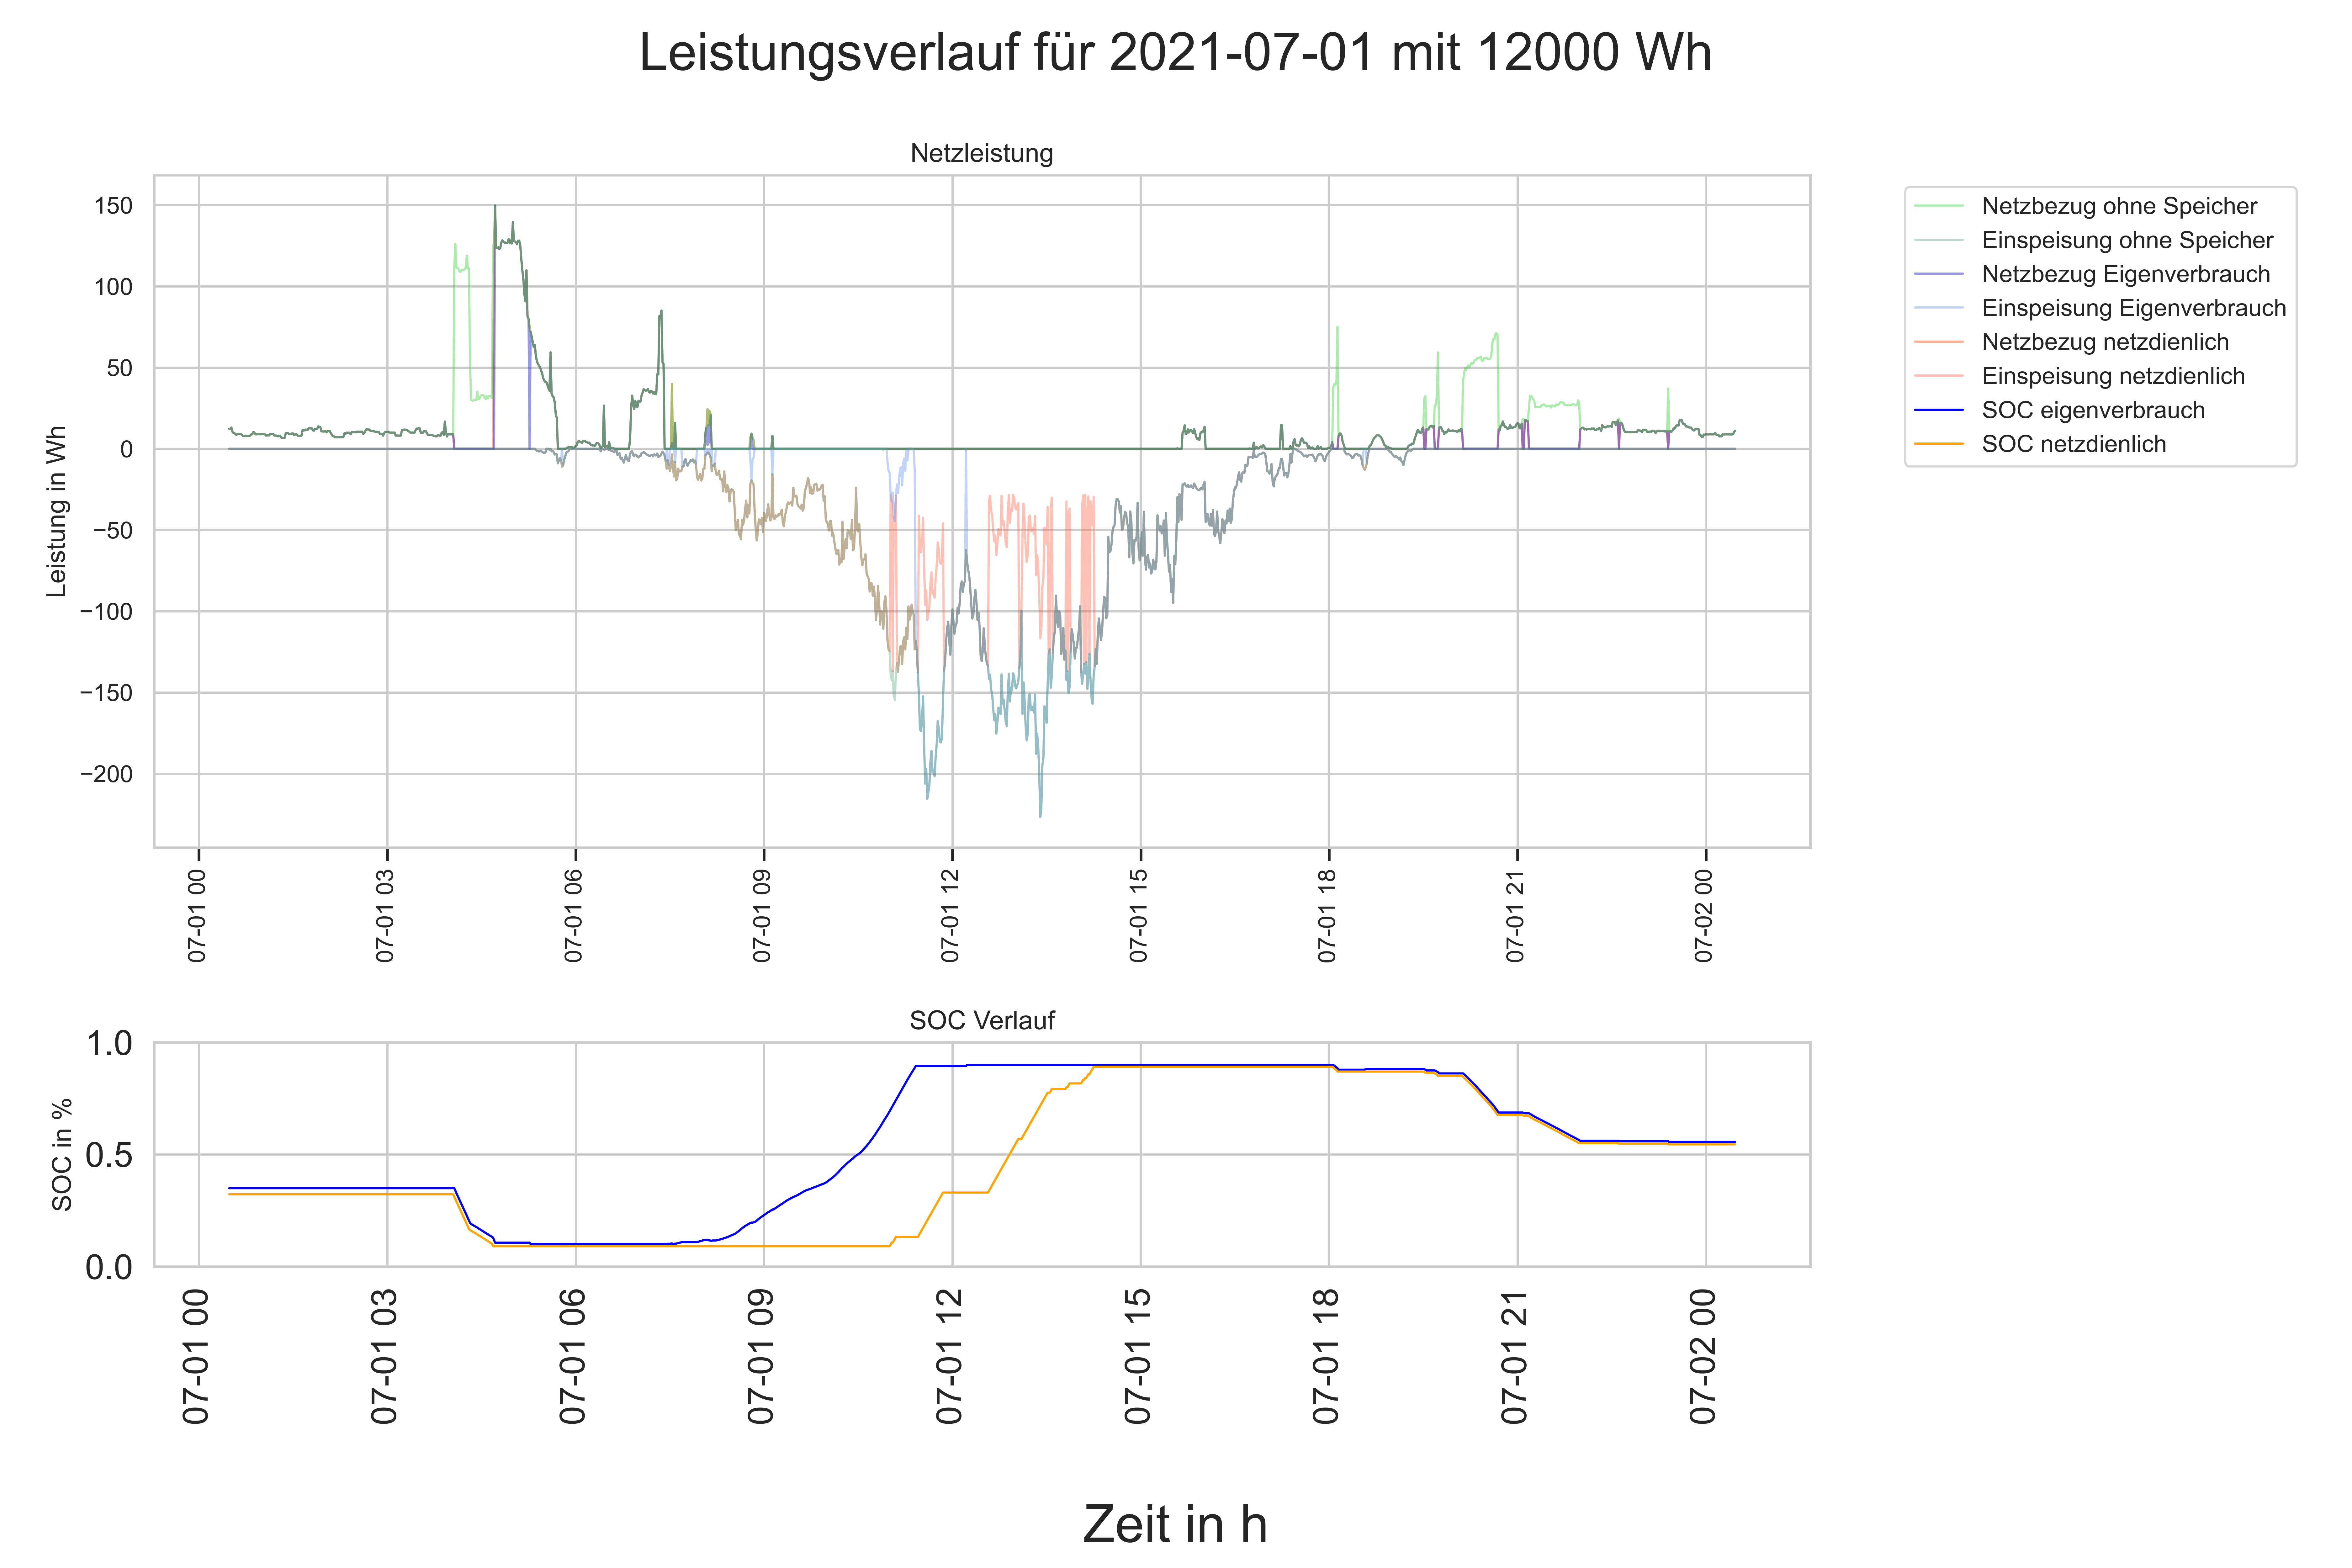 Leistungsverlauf für 2021-07-01 mit 12000 Wh
Netzleistung
Leistung in Wh
150
100
50
0
−50
−100
−150
−200
07-01 00
07-01 03
07-01 06
07-01 09
07-01 12
07-01 15
07-01 18
07-01 21
07-02 00
Netzbezug ohne Speicher
Einspeisung ohne Speicher
Netzbezug Eigenverbrauch
Einspeisung Eigenverbrauch
Netzbezug netzdienlich
Einspeisung netzdienlich
SOC eigenverbrauch
SOC netzdienlich
SOC Verlauf
SOC in %
1.0
0.5
0.0
07-01 00
07-01 03
07-01 06
07-01 09
07-01 12
07-01 15
07-01 18
07-01 21
07-02 00
Zeit in h